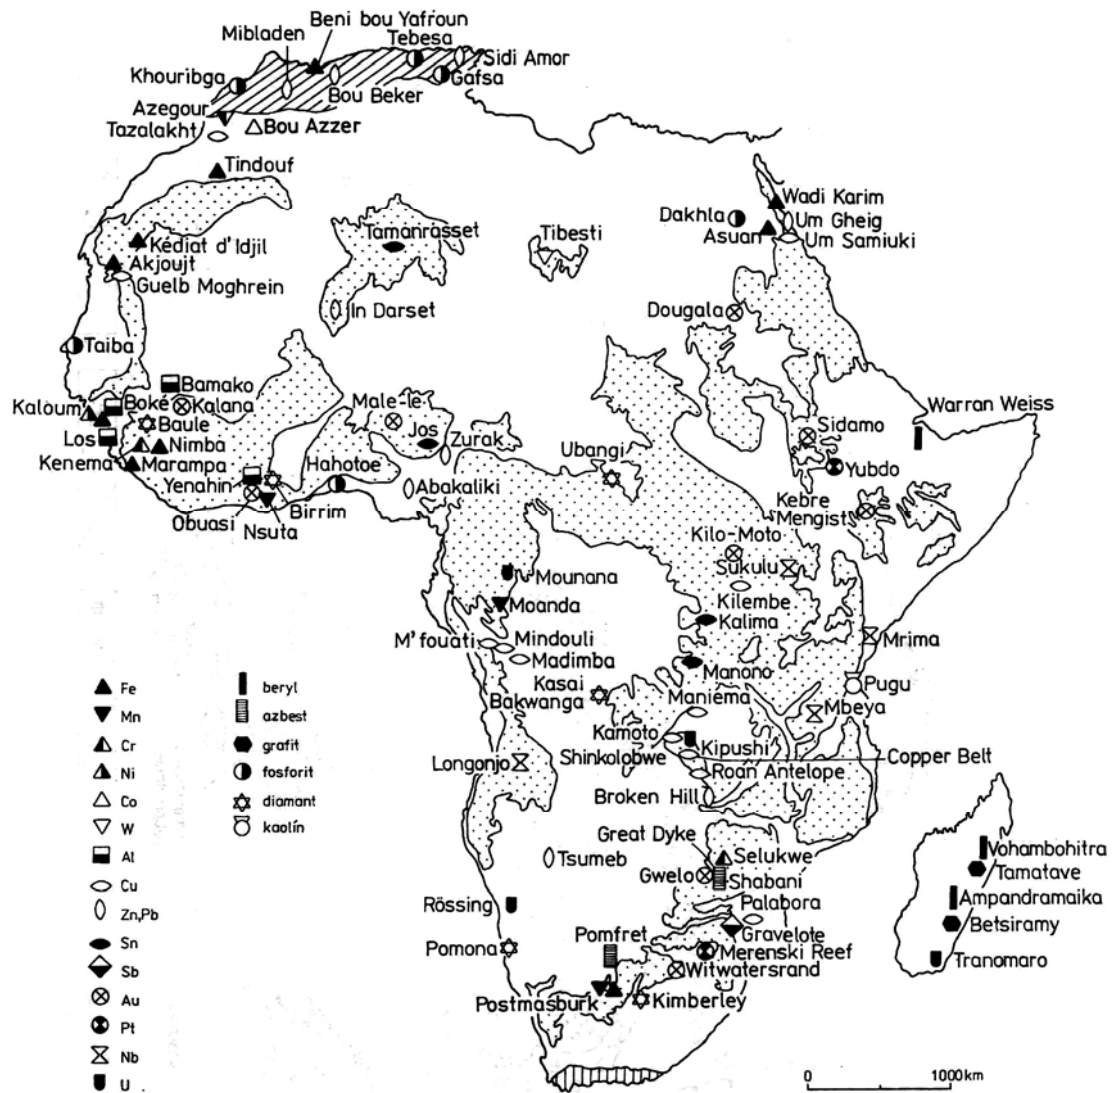 Beni bou Yafroun
Mibladen
Tebesa
Sidi Amor
Khouribga
Gafsa
Bou Beker
Azegour
Tazalakht
Bou Azzer
Tindouf
Wadi Karim
Dakhla
Um Gheig
Asuan
Um Samiuki
Kédiat d'Idjil
Tamanrasset
Tibesti
Akjoujt
Guelb Moghrein
In Darset
Dougala
Taiba
Bamako
Kaloum
Boké
Kalana
Male-le
Warran Weiss
Baule
Jos
Sidamo
Los
Nimba
Zurak
Ubangi
Kenema
Marampa
Hahotoe
Yubdo
Yenahin
Abakaliki
Kebre
Mengist
Obuasi
Birrim
Nsuta
Kilo-Moto
Sukulu
Mounana
Kilembe
Moanda
Kalima
M'fouati
Mindouli
Mrima
Madimba
Manono
Kasai
Bakwanga
Maniema
Pugu
Mbeya
Kamoto
Kipushi
Shinkolobwe
Copper Belt
Longonjo
Roan Antelope
Broken Hill
Great Dyke
Tsumeb
Selukwe
Vohambohitra
Gwelo
Shabani
Tamatave
Rössing
Palabora
Ampandramaika
Gravelote
Betsiramy
Pomona
Pomfret
Merenski Reef
Tranomaro
Witwatersrand
Postmasburk
Kimberley
Fe
Mn
Cr
Ni
Co
W
Al
Cu
Zn,Pb
Sn
Sb
Au
Pt
Nb
U
beryl
azbest
grafit
fosforit
diamant
kaolín
0 1000km